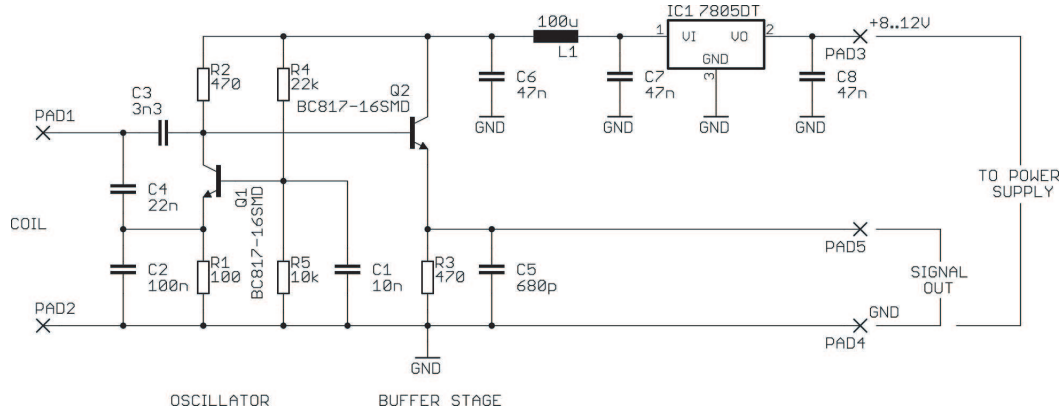 IC1 7805DT
100u
L1
1
VI
VO
2
GND
3
+8..12V
PAD3
R2
470
R4
22k
Q2
BC817-16SMD
C6
47n
GND
C7
47n
GND
GND
C8
47n
GND
C3
3n3
PAD1
C4
22n
Q1
BC817-16SMD
TO POWER
SUPPLY
COIL
PAD5
C2
100n
R1
100
R5
10k
C1
10n
R3
470
C5
680p
SIGNAL
OUT
PAD2
GND
PAD4
GND
OSCILLATOR
BUFFER STAGE